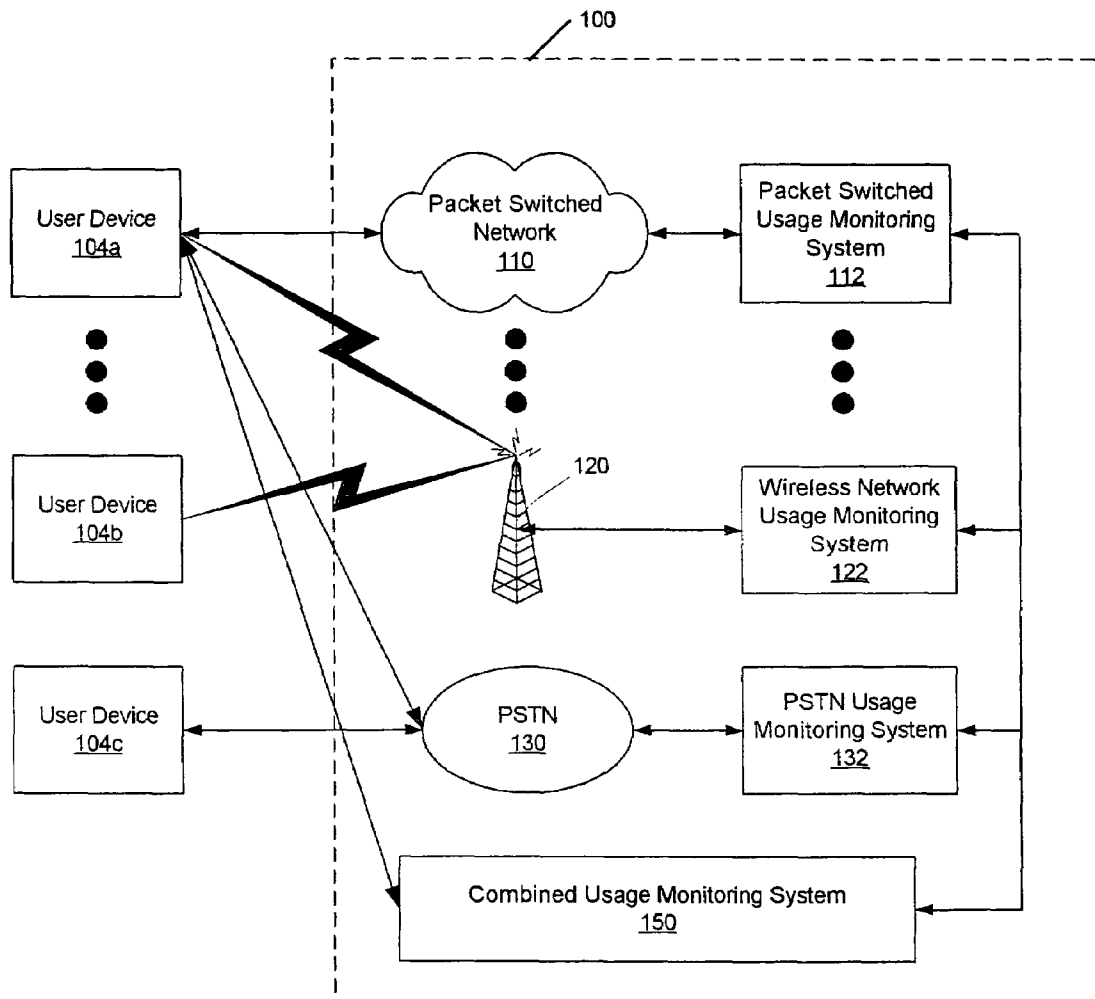 100
User Device
104a
Packet Switched
Network
110
Packet Switched
Usage Monitoring
System
112
120
User Device
104b
Wireless Network
Usage Monitoring
System
122
User Device
104c
PSTN
130
PSTN Usage
Monitoring System
132
Combined Usage Monitoring System
150